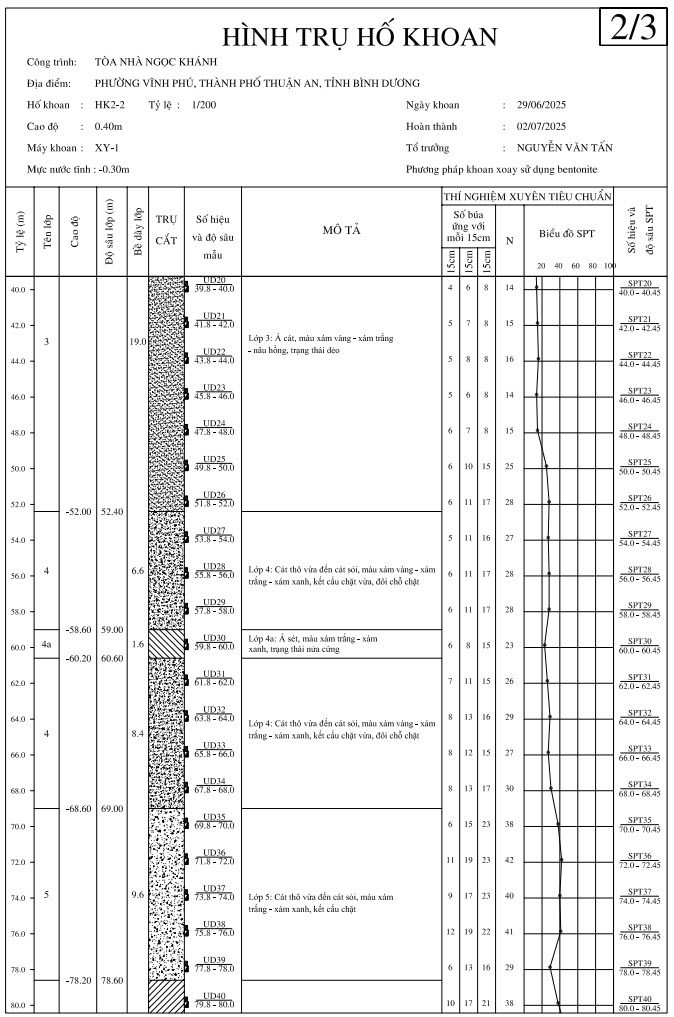 2/3
HÌNH TRỤ HỐ KHOAN
Công trình: TÒA NHÀ NGỌC KHÁNH
Địa điểm: PHƯỜNG VĨNH PHÚ, THÀNH PHỐ THUẬN AN, TỈNH BÌNH DƯƠNG
Hố khoan : HK2-2 Tỷ lệ : 1/200 Ngày khoan : 29/06/2025
Cao độ : 0.40m Hoàn thành : 02/07/2025
Máy khoan : XY-1 Tổ trưởng : NGUYỄN VĂN TẤN
Mực nước tĩnh : -0.30m Phương pháp khoan xoay sử dụng bentonite
Tỷ lệ (m)
Tên lớp
Cao độ
Độ sâu lớp (m)
Bề dày lớp
TRỤ
CẮT
Số hiệu
và độ sâu
mẫu
MÔ TẢ
THÍ NGHIỆM XUYÊN TIÊU CHUẨN
Số búa
ứng với
mỗi 15cm
15cm 15cm 15cm
N
Biểu đồ SPT
20 40 60 80 100
Số hiệu và
độ sâu SPT
40.0 UD20 39.8 - 40.0 4 6 8 14 SPT20 40.0 - 40.45
42.0 UD21 41.8 - 42.0 5 7 8 15 SPT21 42.0 - 42.45
3 19.0
Lớp 3: Á cát, màu xám vàng - xám trắng
- nâu hồng, trạng thái dẻo
44.0 UD22 43.8 - 44.0 5 8 8 16 SPT22 44.0 - 44.45
46.0 UD23 45.8 - 46.0 5 6 8 14 SPT23 46.0 - 46.45
48.0 UD24 47.8 - 48.0 6 7 8 15 SPT24 48.0 - 48.45
50.0 UD25 49.8 - 50.0 6 10 15 25 SPT25 50.0 - 50.45
52.0 UD26 51.8 - 52.0 6 11 17 28 SPT26 52.0 - 52.45
-52.00 52.40
54.0 UD27 53.8 - 54.0 5 11 16 27 SPT27 54.0 - 54.45
4 6.6
Lớp 4: Cát thô vừa đến cát sỏi, màu xám vàng - xám
trắng - xám xanh, kết cấu chặt vừa, đôi chỗ chặt
56.0 UD28 55.8 - 56.0 6 11 17 28 SPT28 56.0 - 56.45
58.0 UD29 57.8 - 58.0 6 11 17 28 SPT29 58.0 - 58.45
-58.60 59.00
4a 1.6
Lớp 4a: Á sét, màu xám trắng - xám
xanh, trạng thái nửa cứng
60.0 UD30 59.8 - 60.0 6 8 15 23 SPT30 60.0 - 60.45
-60.20 60.60
62.0 UD31 61.8 - 62.0 7 11 15 26 SPT31 62.0 - 62.45
64.0 UD32 63.8 - 64.0 8 13 16 29 SPT32 64.0 - 64.45
4 8.4
Lớp 4: Cát thô vừa đến cát sỏi, màu xám vàng - xám
trắng - xám xanh, kết cấu chặt vừa, đôi chỗ chặt
66.0 UD33 65.8 - 66.0 8 12 15 27 SPT33 66.0 - 66.45
68.0 UD34 67.8 - 68.0 8 13 17 30 SPT34 68.0 - 68.45
-68.60 69.00
70.0 UD35 69.8 - 70.0 6 15 23 38 SPT35 70.0 - 70.45
72.0 UD36 71.8 - 72.0 11 19 23 42 SPT36 72.0 - 72.45
5 9.6
Lớp 5: Cát thô vừa đến cát sỏi, màu xám
trắng - xám xanh, kết cấu chặt
74.0 UD37 73.8 - 74.0 9 17 23 40 SPT37 74.0 - 74.45
76.0 UD38 75.8 - 76.0 12 19 22 41 SPT38 76.0 - 76.45
78.0 UD39 77.8 - 78.0 6 13 16 29 SPT39 78.0 - 78.45
-78.20 78.60
80.0 UD40 79.8 - 80.0 10 17 21 38 SPT40 80.0 - 80.45